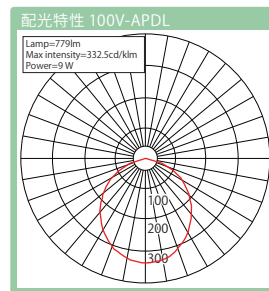 配光特性 100V-APDL
Lamp=779lm
Max intensity=332.5cd/klm
Power=9 W
100
200
300